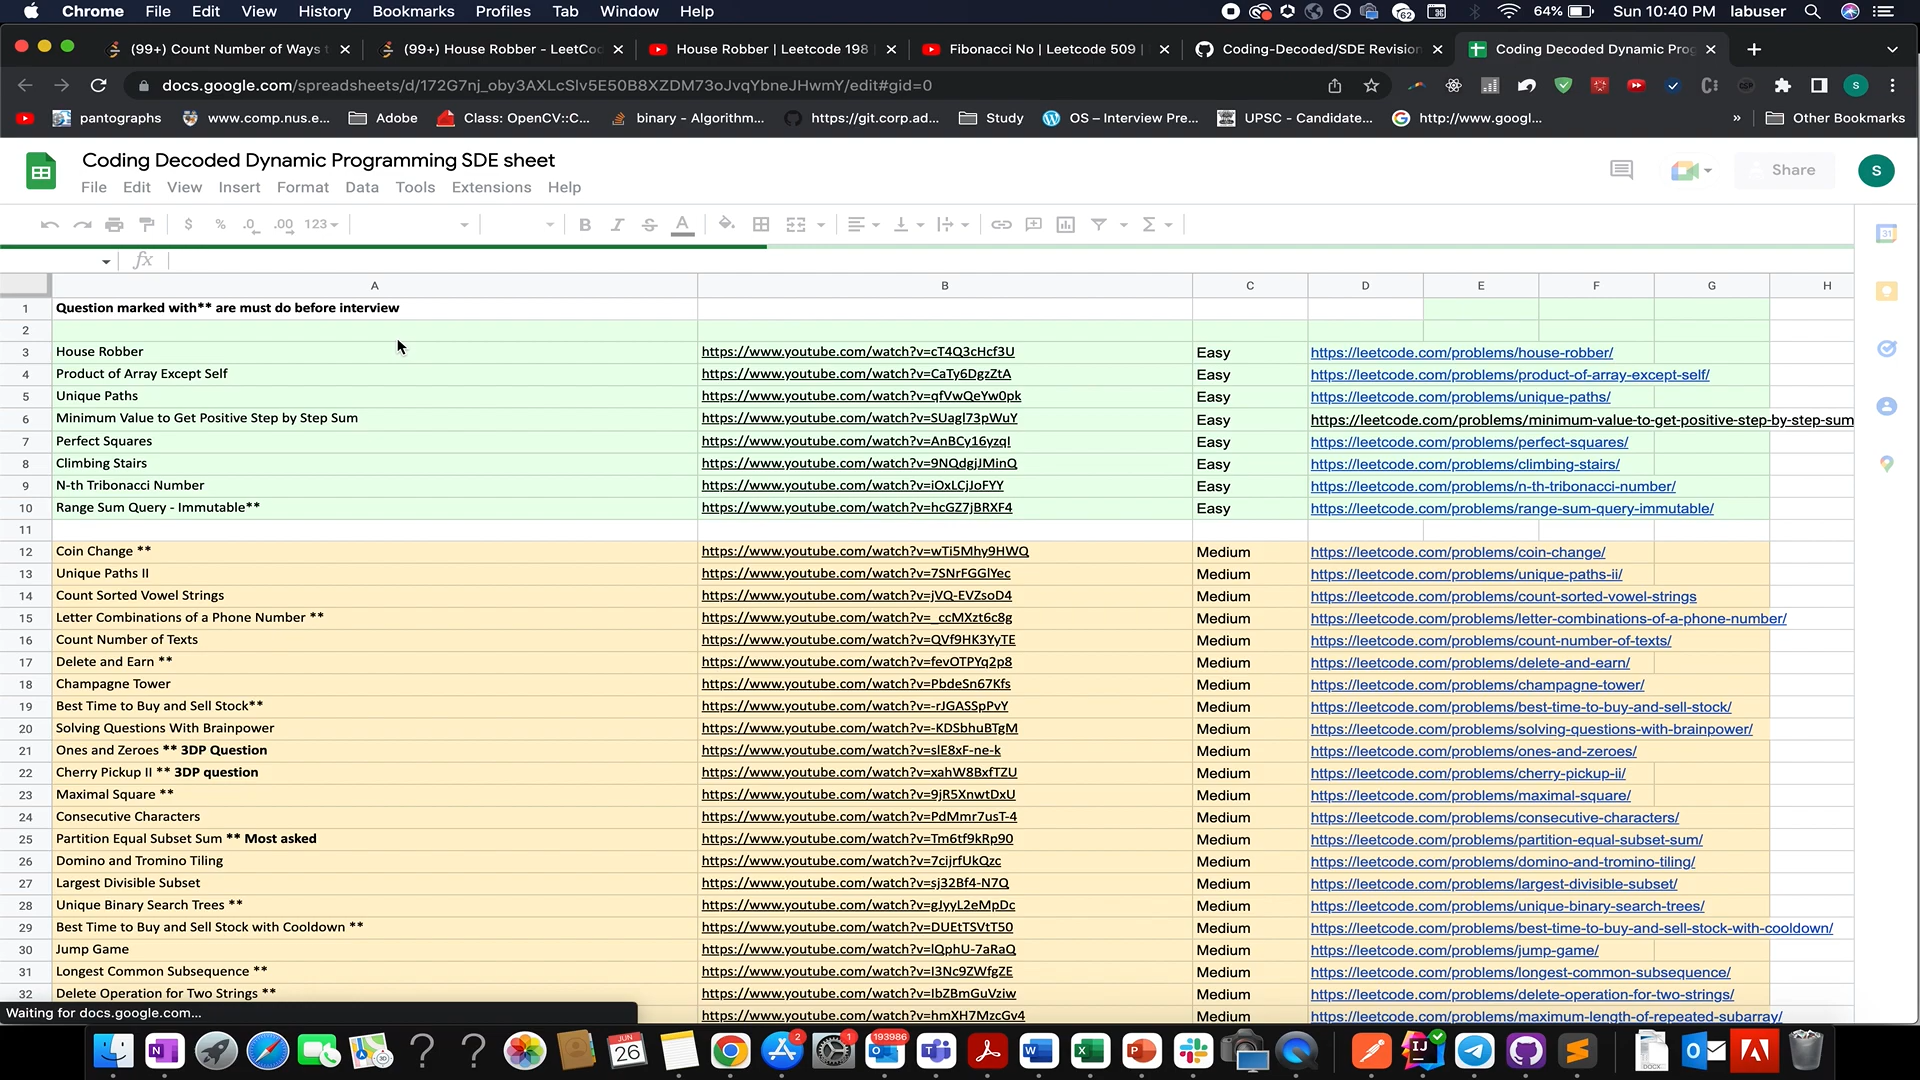 Chrome File Edit View History Bookmarks Profiles Tab Window Help 62 64% Sun 10:40 PM labuser
(99+) Count Number of Ways t (99+) House Robber - LeetCo House Robber | Leetcode 198 | Fibonacci No | Leetcode 509 | Coding-Decoded/SDE Revision Coding Decoded Dynamic Prog
docs.google.com/spreadsheets/d/172G7nj_oby3AXLcSlv5E50B8XZDM73oJvqYbneJHwmY/edit#gid=0 S
pantographs www.comp.nus.e... Adobe Class: OpenCV::C... binary - Algorithm... https://git.corp.ad... Study OS – Interview Pre... UPSC - Candidate... http://www.googl... » Other Bookmarks
Coding Decoded Dynamic Programming SDE sheet
File Edit View Insert Format Data Tools Extensions Help Share S
$ % .0 .00 123 B I S A Σ
fx
A B C D E F G H
1 Question marked with** are must do before interview
2
3 House Robber https://www.youtube.com/watch?v=cT4Q3cHcf3U Easy https://leetcode.com/problems/house-robber/
4 Product of Array Except Self https://www.youtube.com/watch?v=CaTy6DgzZtA Easy https://leetcode.com/problems/product-of-array-except-self/
5 Unique Paths https://www.youtube.com/watch?v=qfVwQeYw0pk Easy https://leetcode.com/problems/unique-paths/
6 Minimum Value to Get Positive Step by Step Sum https://www.youtube.com/watch?v=SUagl73pWuY Easy https://leetcode.com/problems/minimum-value-to-get-positive-step-by-step-sum
7 Perfect Squares https://www.youtube.com/watch?v=AnBCy16yzqI Easy https://leetcode.com/problems/perfect-squares/
8 Climbing Stairs https://www.youtube.com/watch?v=9NQdgjJMinQ Easy https://leetcode.com/problems/climbing-stairs/
9 N-th Tribonacci Number https://www.youtube.com/watch?v=iOxLCjJoFYY Easy https://leetcode.com/problems/n-th-tribonacci-number/
10 Range Sum Query - Immutable** https://www.youtube.com/watch?v=hcGZ7jBRXF4 Easy https://leetcode.com/problems/range-sum-query-immutable/
11
12 Coin Change ** https://www.youtube.com/watch?v=wTi5Mhy9HWQ Medium https://leetcode.com/problems/coin-change/
13 Unique Paths II https://www.youtube.com/watch?v=7SNrFGGlYec Medium https://leetcode.com/problems/unique-paths-ii/
14 Count Sorted Vowel Strings https://www.youtube.com/watch?v=jVQ-EVZsoD4 Medium https://leetcode.com/problems/count-sorted-vowel-strings
15 Letter Combinations of a Phone Number ** https://www.youtube.com/watch?v=_ccMXzt6c8g Medium https://leetcode.com/problems/letter-combinations-of-a-phone-number/
16 Count Number of Texts https://www.youtube.com/watch?v=QVf9HK3YyTE Medium https://leetcode.com/problems/count-number-of-texts/
17 Delete and Earn ** https://www.youtube.com/watch?v=fevOTPYq2p8 Medium https://leetcode.com/problems/delete-and-earn/
18 Champagne Tower https://www.youtube.com/watch?v=PbdeSn67Kfs Medium https://leetcode.com/problems/champagne-tower/
19 Best Time to Buy and Sell Stock** https://www.youtube.com/watch?v=-rJGASSpPvY Medium https://leetcode.com/problems/best-time-to-buy-and-sell-stock/
20 Solving Questions With Brainpower https://www.youtube.com/watch?v=-KDSbhuBTgM Medium https://leetcode.com/problems/solving-questions-with-brainpower/
21 Ones and Zeroes ** 3DP Question https://www.youtube.com/watch?v=slE8xF-ne-k Medium https://leetcode.com/problems/ones-and-zeroes/
22 Cherry Pickup II ** 3DP question https://www.youtube.com/watch?v=xahW8BxfTZU Medium https://leetcode.com/problems/cherry-pickup-ii/
23 Maximal Square ** https://www.youtube.com/watch?v=9jR5XnwtDxU Medium https://leetcode.com/problems/maximal-square/
24 Consecutive Characters https://www.youtube.com/watch?v=PdMmr7usT-4 Medium https://leetcode.com/problems/consecutive-characters/
25 Partition Equal Subset Sum ** Most asked https://www.youtube.com/watch?v=Tm6tf9kRp90 Medium https://leetcode.com/problems/partition-equal-subset-sum/
26 Domino and Tromino Tiling https://www.youtube.com/watch?v=7cijrfUkQzc Medium https://leetcode.com/problems/domino-and-tromino-tiling/
27 Largest Divisible Subset https://www.youtube.com/watch?v=sj32Bf4-N7Q Medium https://leetcode.com/problems/largest-divisible-subset/
28 Unique Binary Search Trees ** https://www.youtube.com/watch?v=gJyyL2eMpDc Medium https://leetcode.com/problems/unique-binary-search-trees/
29 Best Time to Buy and Sell Stock with Cooldown ** https://www.youtube.com/watch?v=DUEtTSVtT50 Medium https://leetcode.com/problems/best-time-to-buy-and-sell-stock-with-cooldown/
30 Jump Game https://www.youtube.com/watch?v=lQphU-7aRaQ Medium https://leetcode.com/problems/jump-game/
31 Longest Common Subsequence ** https://www.youtube.com/watch?v=I3Nc9ZWfgZE Medium https://leetcode.com/problems/longest-common-subsequence/
32 Delete Operation for Two Strings ** https://www.youtube.com/watch?v=IbZBmGuVziw Medium https://leetcode.com/problems/delete-operation-for-two-strings/
https://www.youtube.com/watch?v=hmXH7MzcGv4 Medium https://leetcode.com/problems/maximum-length-of-repeated-subarray/
Waiting for docs.google.com...
JUN 26 2 1 193986